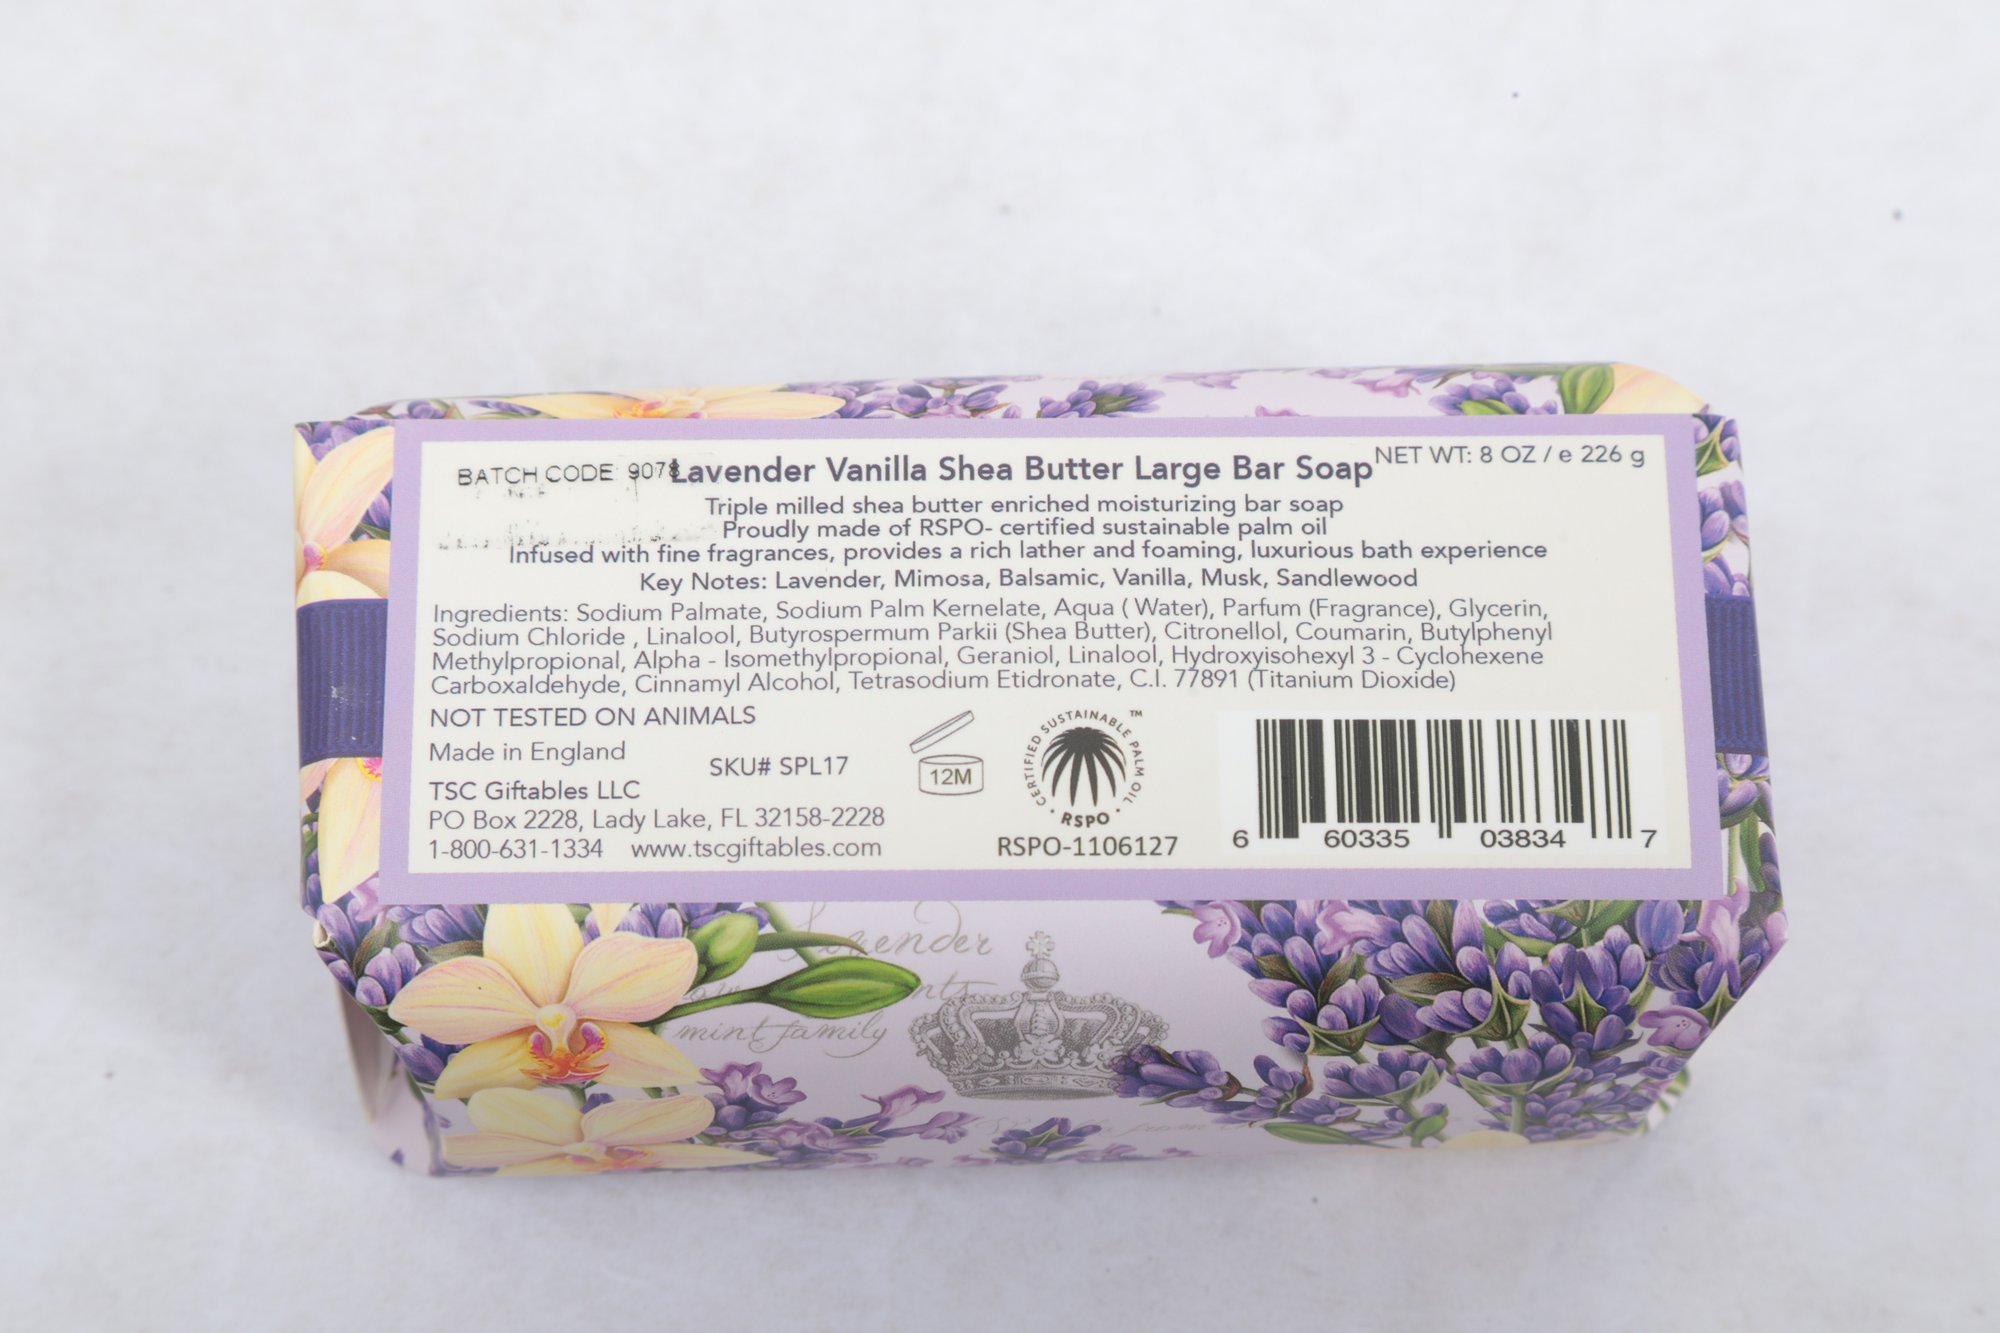 BATCH CODE 9078
Lavender Vanilla Shea Butter Large Bar Soap
NET WT: 8 OZ / e 226 g
Triple milled shea butter enriched moisturizing bar soap
Proudly made of RSPO- certified sustainable palm oil
Infused with fine fragrances, provides a rich lather and foaming, luxurious bath experience
Key Notes: Lavender, Mimosa, Balsamic, Vanilla, Musk, Sandlewood
Ingredients: Sodium Palmate, Sodium Palm Kernelate, Aqua ( Water), Parfum (Fragrance), Glycerin,
Sodium Chloride , Linalool, Butyrospermum Parkii (Shea Butter), Citronellol, Coumarin, Butylphenyl
Methylpropional, Alpha - Isomethylpropional, Geraniol, Linalool, Hydroxyisohexyl 3 - Cyclohexene
Carboxaldehyde, Cinnamyl Alcohol, Tetrasodium Etidronate, C.I. 77891 (Titanium Dioxide)
NOT TESTED ON ANIMALS
Made in England
SKU# SPL17
TSC Giftables LLC
PO Box 2228, Lady Lake, FL 32158-2228
1-800-631-1334 www.tscgiftables.com
12M
CERTIFIED SUSTAINABLE PALM OIL ™
RSPO
RSPO-1106127
6 60335 03834 7
Lavender
mint family